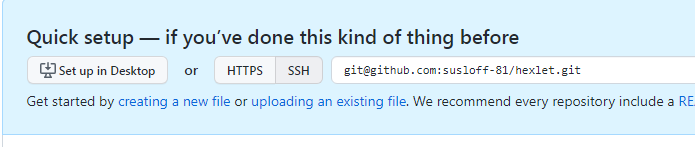 Quick setup — if you've done this kind of thing before
Set up in Desktop or HTTPS SSH git@github.com:susloff-81/hexlet.git
Get started by creating a new file or uploading an existing file. We recommend every repository include a RE